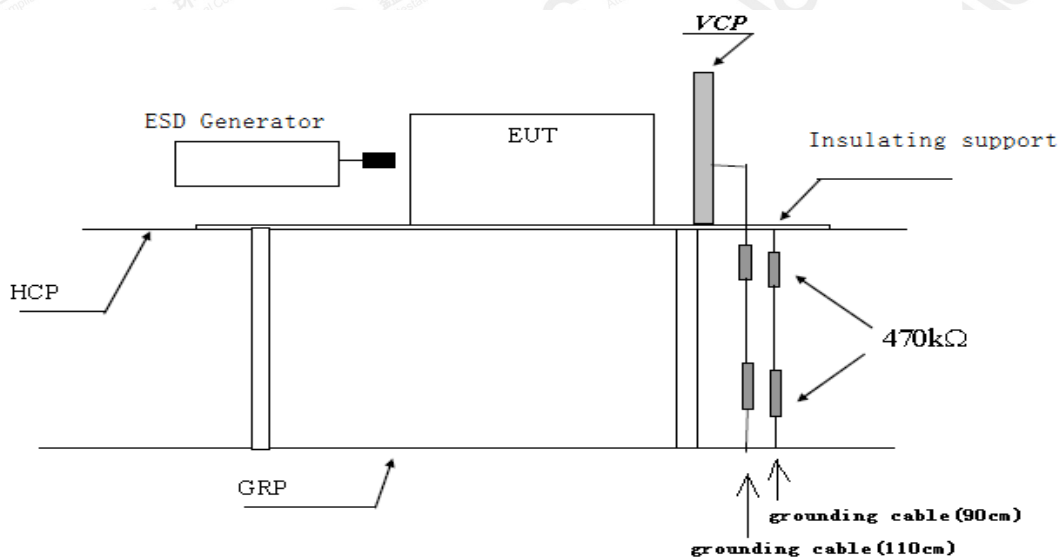 VCP
ESD Generator
EUT
Insulating support
HCP
470kΩ
GRP
grounding cable(90cm)
grounding cable(110cm)